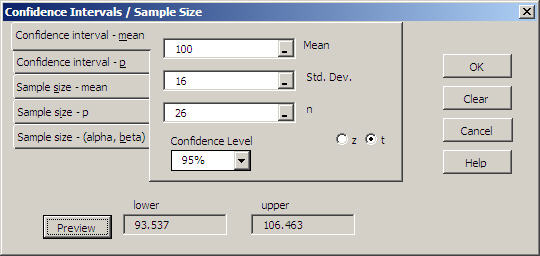 Confidence Intervals / Sample Size
Confidence interval - mean
Confidence interval - p
Sample size - mean
Sample size - p
Sample size - (alpha, beta)
100 Mean
16 Std. Dev.
26 n
Confidence Level
95%
z t
OK
Clear
Cancel
Help
Preview
lower upper
93.537 106.463